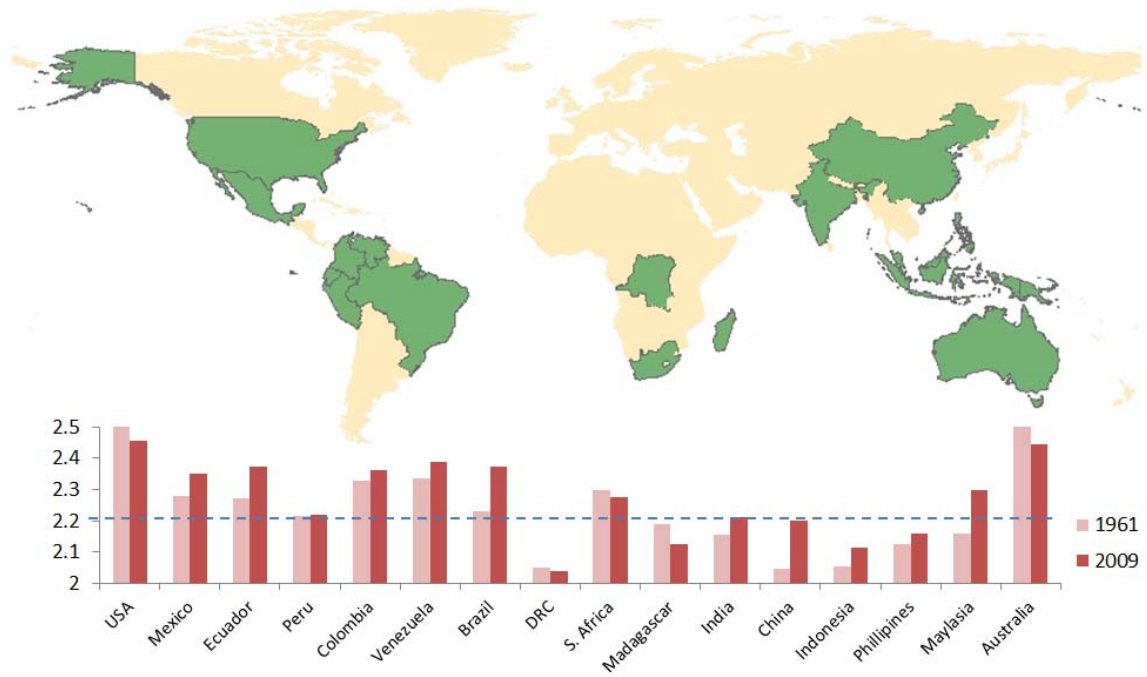 2.5
2.4
2.3
2.2
2.1
2
1961
2009
USA
Mexico
Ecuador
Peru
Colombia
Venezuela
Brazil
DRC
S. Africa
Madagascar
India
China
Indonesia
Phillipines
Maylasia
Australia